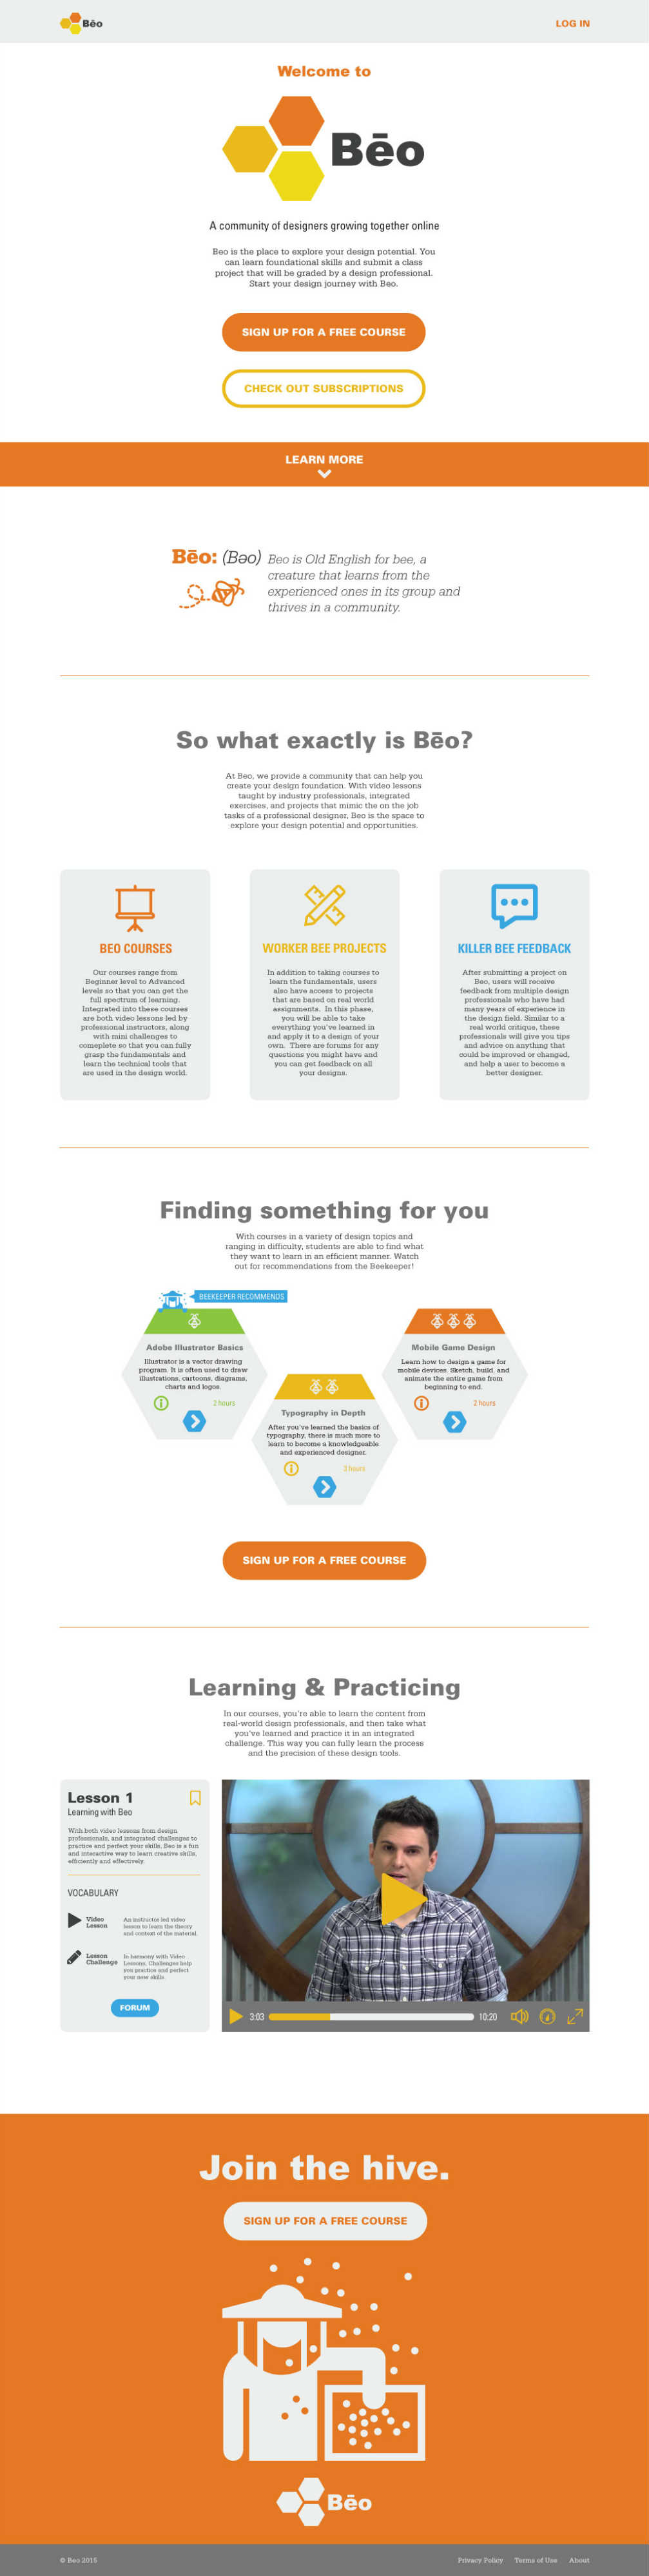 Bēo
LOG IN
Welcome to
Bēo
A community of designers growing together online
Beo is the place to explore your design potential. You
can learn foundational skills and submit a class
project that will be graded by a design professional.
Start your design journey with Beo.
SIGN UP FOR A FREE COURSE
CHECK OUT SUBSCRIPTIONS
LEARN MORE
Bēo: (Bəo) Beo is Old English for bee, a
creature that learns from the
experienced ones in its group and
thrives in a community.
So what exactly is Bēo?
At Beo, we provide a community that can help you
create your design foundation. With video lessons
taught by industry professionals, integrated
exercises, and projects that mimic the on the job
tasks of a professional designer, Beo is the space to
explore your design potential and opportunities.
BEO COURSES
Our courses range from
Beginner level to Advanced
levels so that you can get the
full spectrum of learning.
Integrated into these courses
are both video lessons led by
professional instructors, along
with mini challenges to
comeplete so that you can fully
grasp the fundamentals and
learn the technical tools that
are used in the design world.
WORKER BEE PROJECTS
In addition to taking courses to
learn the fundamentals, users
also have access to projects
that are based on real world
assignments. In this phase,
you will be able to take
everything you've learned in
and apply it to a design of your
own. There are forums for any
questions you might have and
you can get feedback on all
your designs.
KILLER BEE FEEDBACK
After submitting a project on
Beo, users will receive
feedback from multiple design
professionals who have had
many years of experience in
the design field. Similar to a
real world critique, these
professionals will give you tips
and advice on anything that
could be improved or changed,
and help a user to become a
better designer.
Finding something for you
With courses in a variety of design topics and
ranging in difficulty, students are able to find what
they want to learn in an efficient manner. Watch
out for recommendations from the Beekeeper!
BEEKEEPER RECOMMENDS
Adobe Illustrator Basics
Illustrator is a vector drawing
program. It is often used to draw
illustrations, cartoons, diagrams,
charts and logos.
2 hours
Typography in Depth
After you've learned the basics of
typography, there is much more to
learn to become a knowledgeable
and experienced designer.
3 hours
Mobile Game Design
Learn how to design a game for
mobile devices. Sketch, build, and
animate the entire game from
beginning to end.
2 hours
SIGN UP FOR A FREE COURSE
Learning & Practicing
In our courses, you're able to learn the content from
real-world design professionals, and then take what
you've learned and practice it in an integrated
challenge. This way you can fully learn the process
and the precision of these design tools.
Lesson 1
Learning with Beo
With both video lessons from design
professionals, and integrated challenges to
practice and perfect your skills, Beo is a fun
and interactive way to learn creative skills,
efficiently and effectively.
VOCABULARY
Video
Lesson
An instructor led video
lesson to learn the theory
and context of the material.
Lesson
Challenge
In harmony with Video
Lessons, Challenges help
you practice and perfect
your new skills.
FORUM
3:03
10:20
Join the hive.
SIGN UP FOR A FREE COURSE
Bēo
© Beo 2015
Privacy Policy
Terms of Use
About